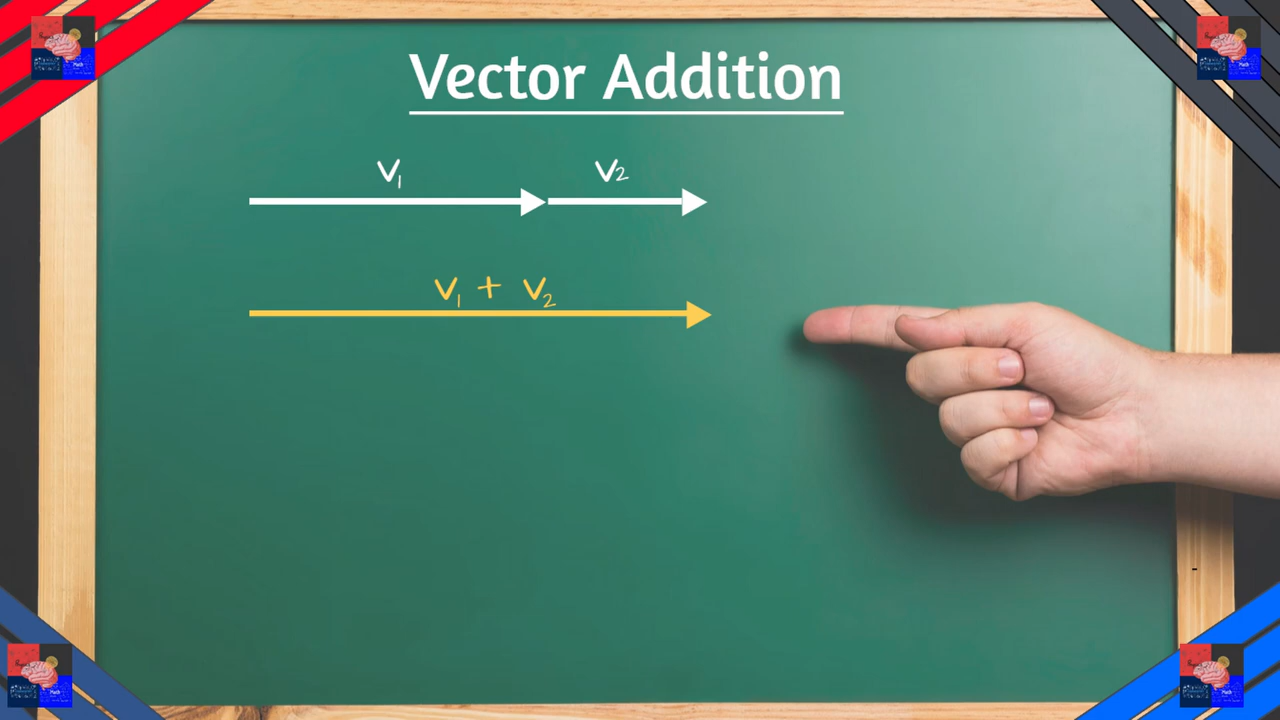 Vector Addition
V₁ V₂
V₁ + V₂